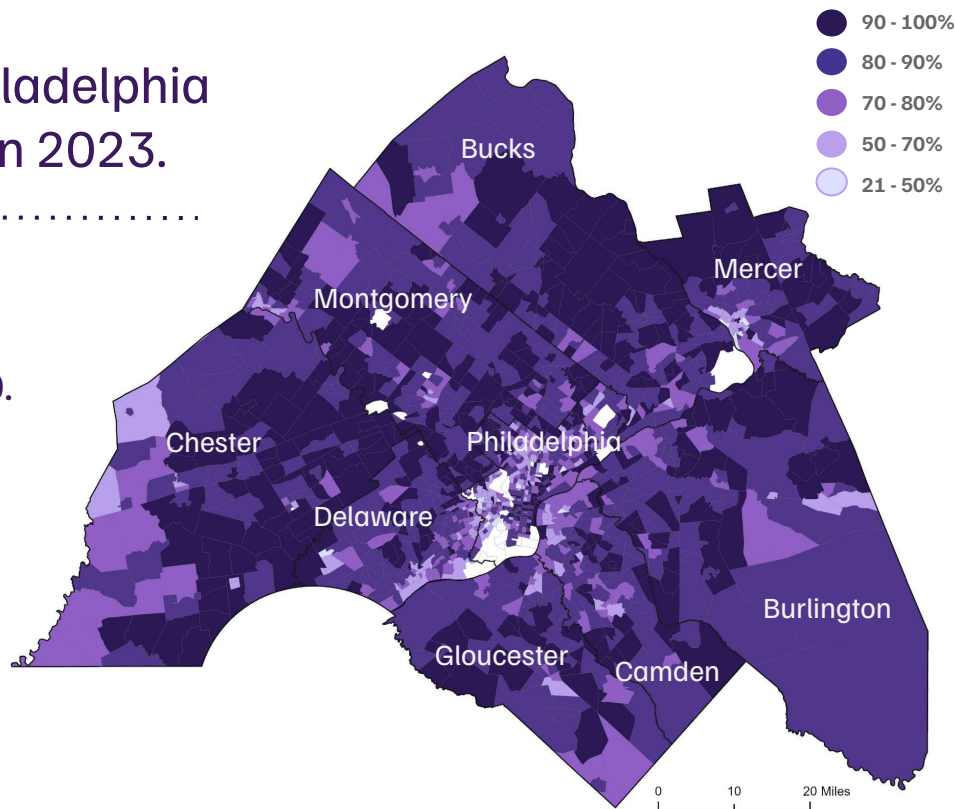 ladelphia
n 2023.
).
90 - 100%
80 - 90%
70 - 80%
50 - 70%
21 - 50%
Bucks
Mercer
Montgomery
Chester
Philadelphia
Delaware
Burlington
Gloucester
Camden
0 10 20 Miles